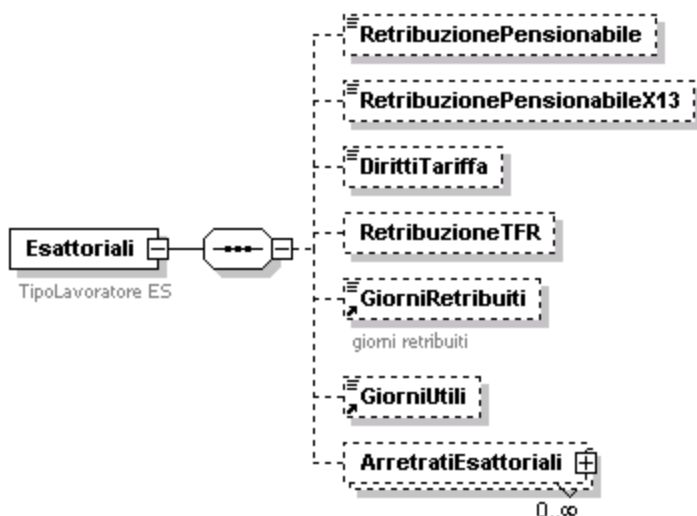 RetribuzionePensionabile
RetribuzionePensionabileX13
DirittiTariffa
Esattoriali
TipoLavoratore ES
RetribuzioneTFR
GiorniRetribuiti
giorni retribuiti
GiorniUtili
ArretratiEsattoriali
0..∞